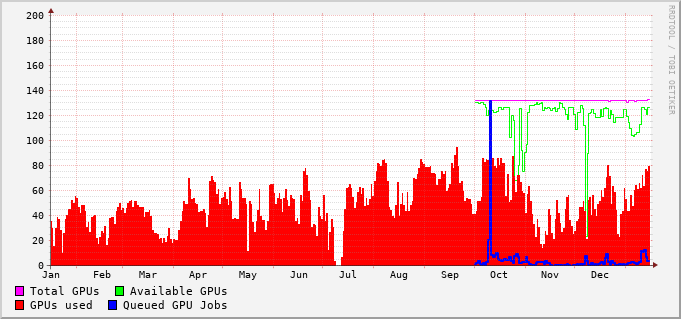 200
180
160
140
120
100
80
60
40
20
0
Jan Feb Mar Apr May Jun Jul Aug Sep Oct Nov Dec
Total GPUs Available GPUs
GPUs used Queued GPU Jobs
RRDTOOL / TOBI OETIKER